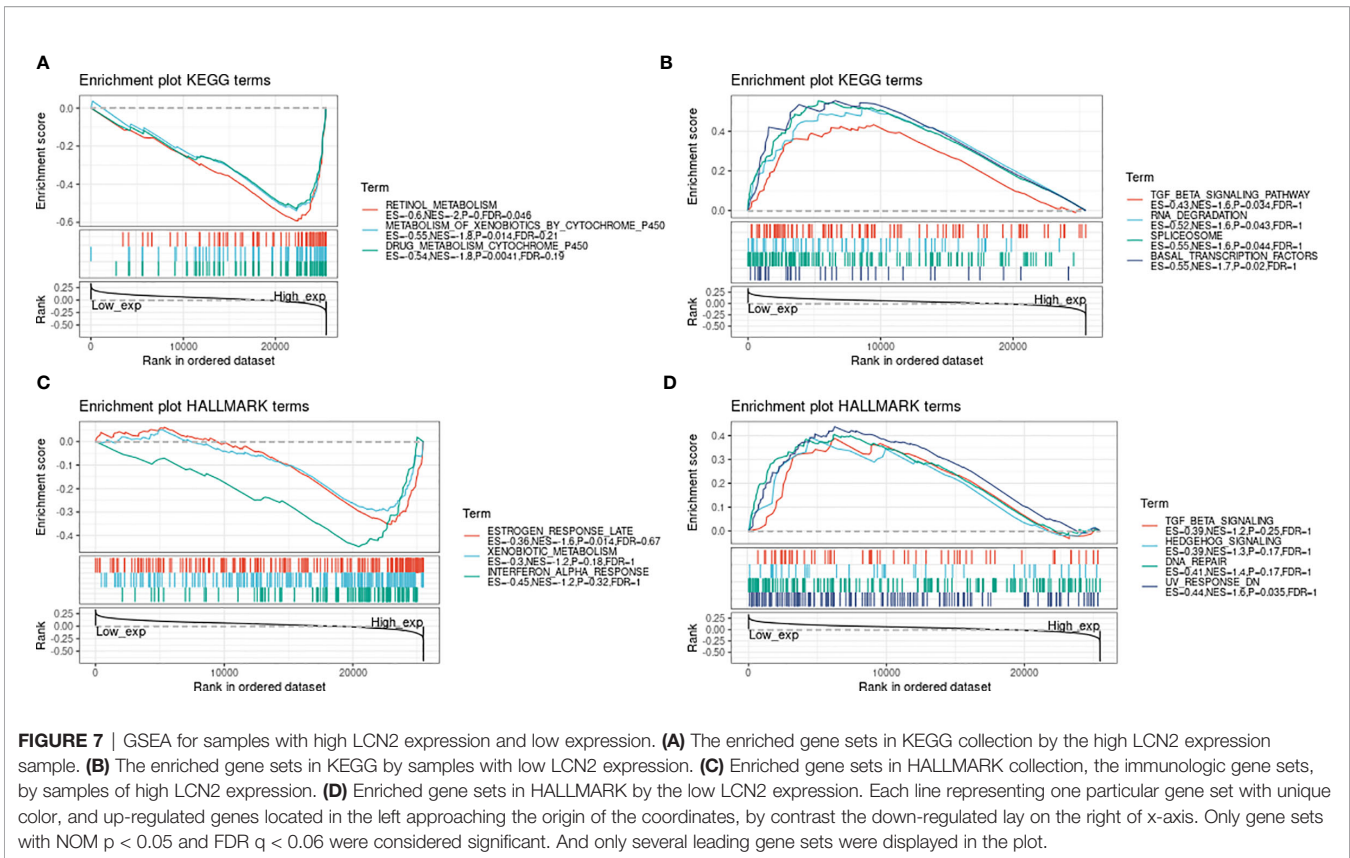 A
Enrichment plot KEGG terms
Enrichment score
0.0
-0.2
-0.4
-0.6
Term
RETINOL_METABOLISM
ES=-0.6,NES=-2,P=0,FDR=0.046
METABOLISM_OF_XENOBIOTICS_BY_CYTOCHROME_P450
ES=-0.55,NES=-1.8,P=0.014,FDR=0.21
DRUG_METABOLISM_CYTOCHROME_P450
ES=-0.54,NES=-1.8,P=0.0041,FDR=0.19
Rank
0.25
0.00
-0.25
-0.50
High_exp
Low_exp
0
10000
20000
Rank in ordered dataset
B
Enrichment plot KEGG terms
Enrichment score
0.4
0.2
0.0
Term
TGF_BETA_SIGNALING_PATHWAY
ES=0.43,NES=1.6,P=0.034,FDR=1
RNA_DEGRADATION
ES=0.52,NES=1.6,P=0.043,FDR=1
SPLICEOSOME
ES=0.55,NES=1.6,P=0.044,FDR=1
BASAL_TRANSCRIPTION_FACTORS
ES=0.55,NES=1.7,P=0.02,FDR=1
Rank
0.25
0.00
-0.25
-0.50
High_exp
Low_exp
0
10000
20000
Rank in ordered dataset
C
Enrichment plot HALLMARK terms
Enrichment score
0.0
-0.1
-0.2
-0.3
-0.4
Term
ESTROGEN_RESPONSE_LATE
ES=-0.36,NES=-1.6,P=0.014,FDR=0.67
XENOBIOTIC_METABOLISM
ES=-0.3,NES=-1.2,P=0.18,FDR=1
INTERFERON_ALPHA_RESPONSE
ES=-0.45,NES=-1.2,P=0.32,FDR=1
Rank
0.25
0.00
-0.25
-0.50
High_exp
Low_exp
0
10000
20000
Rank in ordered dataset
D
Enrichment plot HALLMARK terms
Enrichment score
0.4
0.3
0.2
0.1
0.0
Term
TGF_BETA_SIGNALING
ES=0.39,NES=1.2,P=0.25,FDR=1
HEDGEHOG_SIGNALING
ES=0.39,NES=1.3,P=0.17,FDR=1
DNA_REPAIR
ES=0.41,NES=1.4,P=0.17,FDR=1
UV_RESPONSE_DN
ES=0.44,NES=1.6,P=0.035,FDR=1
Rank
0.25
0.00
-0.25
-0.50
High_exp
Low_exp
0
10000
20000
Rank in ordered dataset
FIGURE 7 | GSEA for samples with high LCN2 expression and low expression. (A) The enriched gene sets in KEGG collection by the high LCN2 expression
sample. (B) The enriched gene sets in KEGG by samples with low LCN2 expression. (C) Enriched gene sets in HALLMARK collection, the immunologic gene sets,
by samples of high LCN2 expression. (D) Enriched gene sets in HALLMARK by the low LCN2 expression. Each line representing one particular gene set with unique
color, and up-regulated genes located in the left approaching the origin of the coordinates, by contrast the down-regulated lay on the right of x-axis. Only gene sets
with NOM p < 0.05 and FDR q < 0.06 were considered significant. And only several leading gene sets were displayed in the plot.